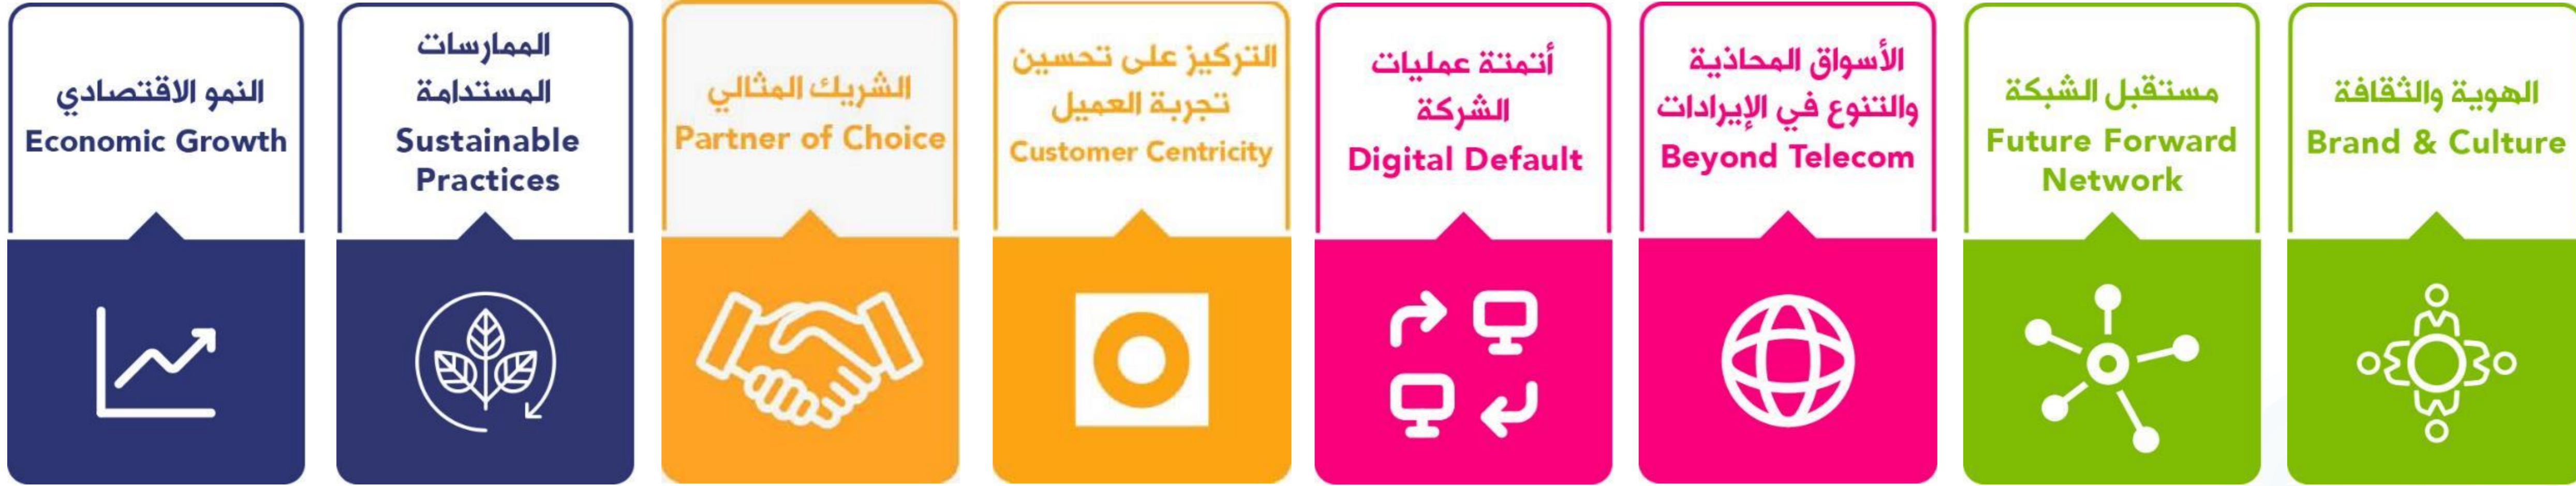 النمو الاقتصادي
Economic Growth
الممارسات
المستدامة
Sustainable
Practices
الشريك المثالي
Partner of Choice
التركيز على تحسين
تجربة العميل
Customer Centricity
أتمتة عمليات
الشركة
Digital Default
الأسواق المحاذية
والتنوع في الإيرادات
Beyond Telecom
مستقبل الشبكة
Future Forward
Network
الهوية والثقافة
Brand & Culture